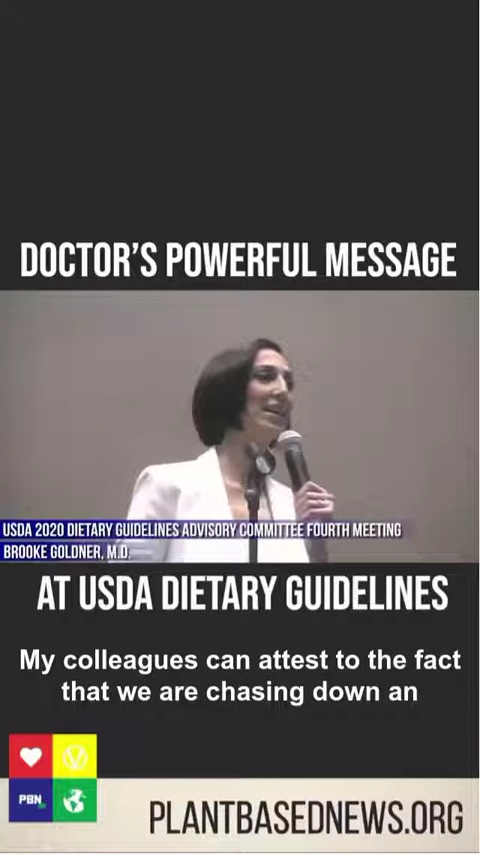 DOCTOR'S POWERFUL MESSAGE
USDA 2020 DIETARY GUIDELINES ADVISORY COMMITTEE FOURTH MEETING
BROOKE GOLDNER, M.D.
AT USDA DIETARY GUIDELINES
My colleagues can attest to the fact
that we are chasing down an
PBN
PLANTBASEDNEWS.ORG